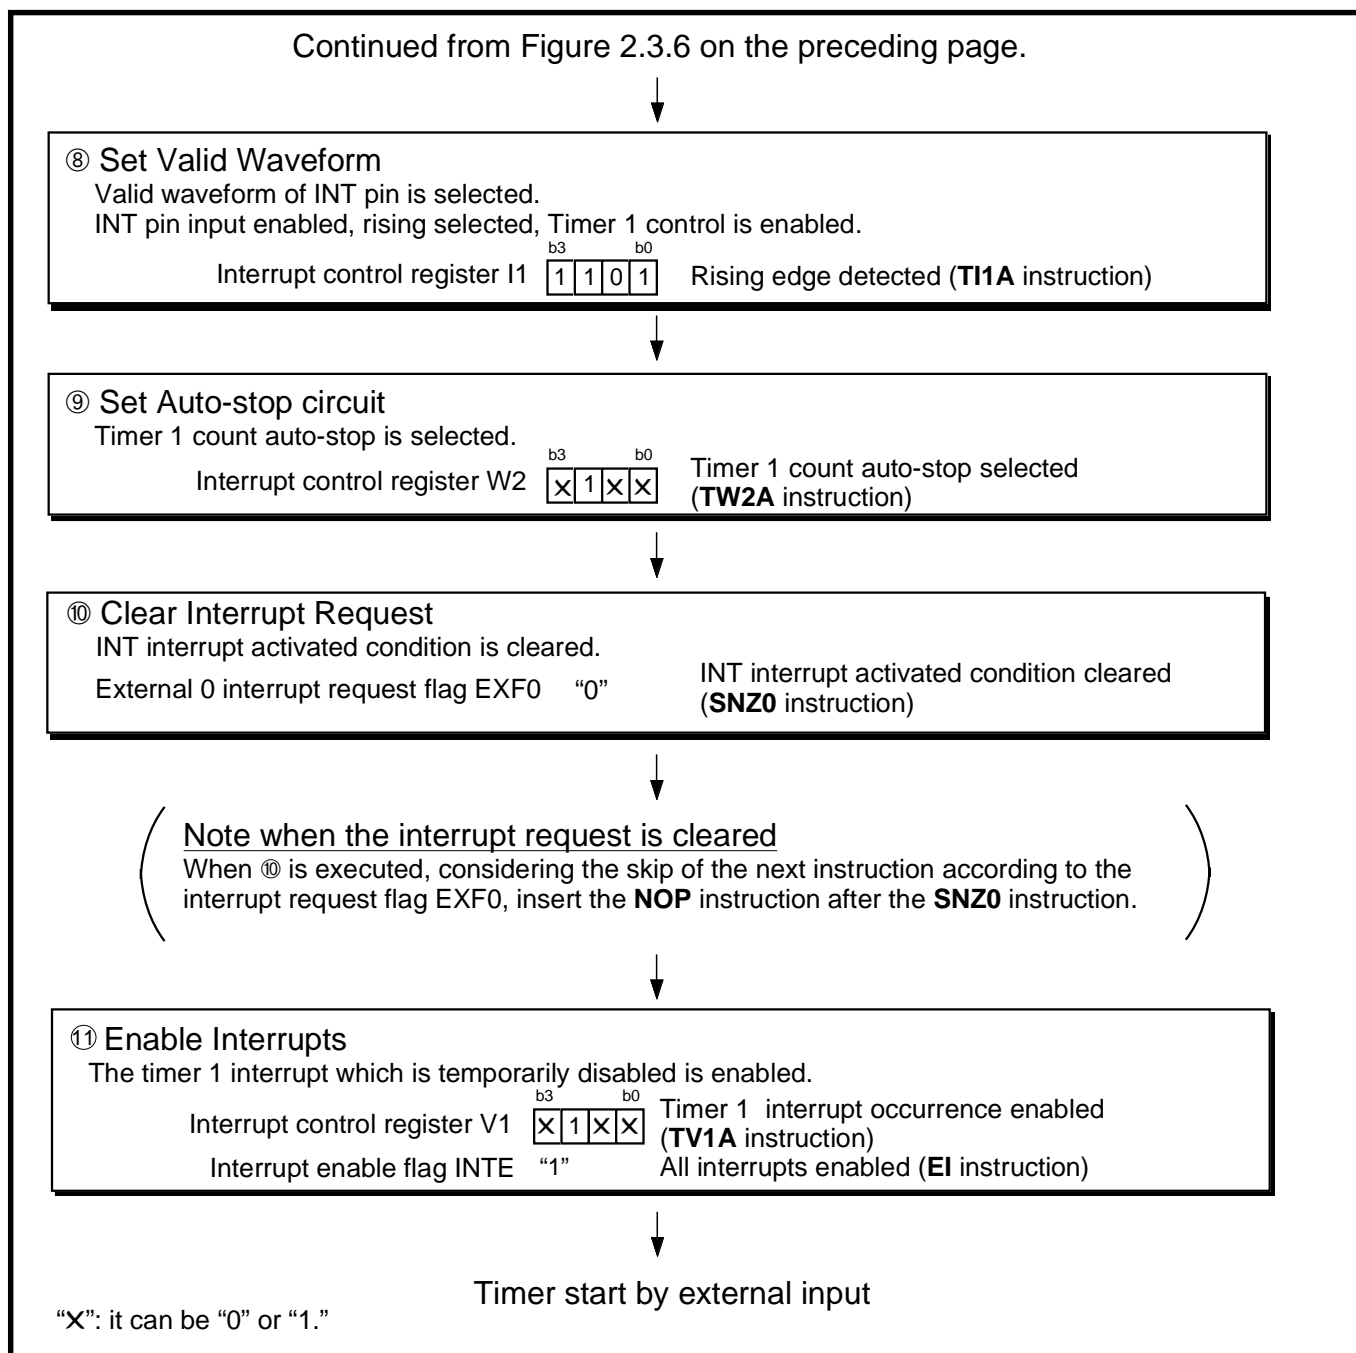 Continued from Figure 2.3.6 on the preceding page.
⑧ Set Valid Waveform
Valid waveform of INT pin is selected.
INT pin input enabled, rising selected, Timer 1 control is enabled.
b3 b0
Interrupt control register I1 1 1 0 1 Rising edge detected (TI1A instruction)
⑨ Set Auto-stop circuit
Timer 1 count auto-stop is selected.
b3 b0
Interrupt control register W2 X 1 X X Timer 1 count auto-stop selected
(TW2A instruction)
⑩ Clear Interrupt Request
INT interrupt activated condition is cleared.
External 0 interrupt request flag EXF0 “0” INT interrupt activated condition cleared
(SNZ0 instruction)
Note when the interrupt request is cleared
When ⑩ is executed, considering the skip of the next instruction according to the
interrupt request flag EXF0, insert the NOP instruction after the SNZ0 instruction.
⑪ Enable Interrupts
The timer 1 interrupt which is temporarily disabled is enabled.
b3 b0
Interrupt control register V1 X 1 X X Timer 1 interrupt occurrence enabled
(TV1A instruction)
Interrupt enable flag INTE “1” All interrupts enabled (EI instruction)
Timer start by external input
“X”: it can be “0” or “1.”